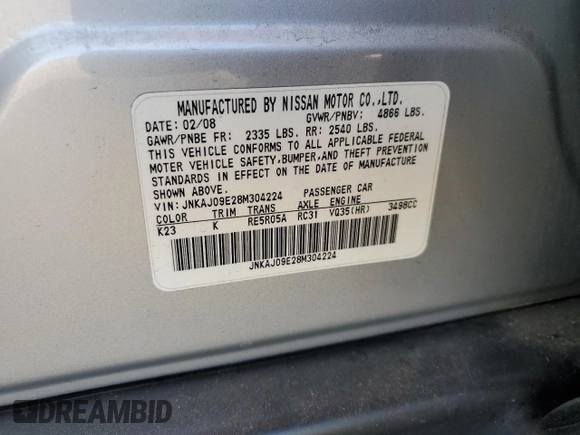 MANUFACTURED BY NISSAN MOTOR CO.,LTD.
DATE: 02/08 GVWR/PNBV: 4866 LBS.
GAWR/PNBE FR: 2335 LBS. RR: 2540 LBS.
THIS VEHICLE CONFORMS TO ALL APPLICABLE FEDERAL
MOTOR VEHICLE SAFETY,BUMPER,AND THEFT PREVENTION
STANDARDS IN EFFECT ON THE DATE OF MANUFACTURE
SHOWN ABOVE.
VIN: JNKAJ09E28M304224 PASSENGER CAR
COLOR TRIM TRANS AXLE ENGINE
K23 K RE5R05A RC31 VQ35(HR) 3498CC
JNKAJ09E28M304224
DREAMBID